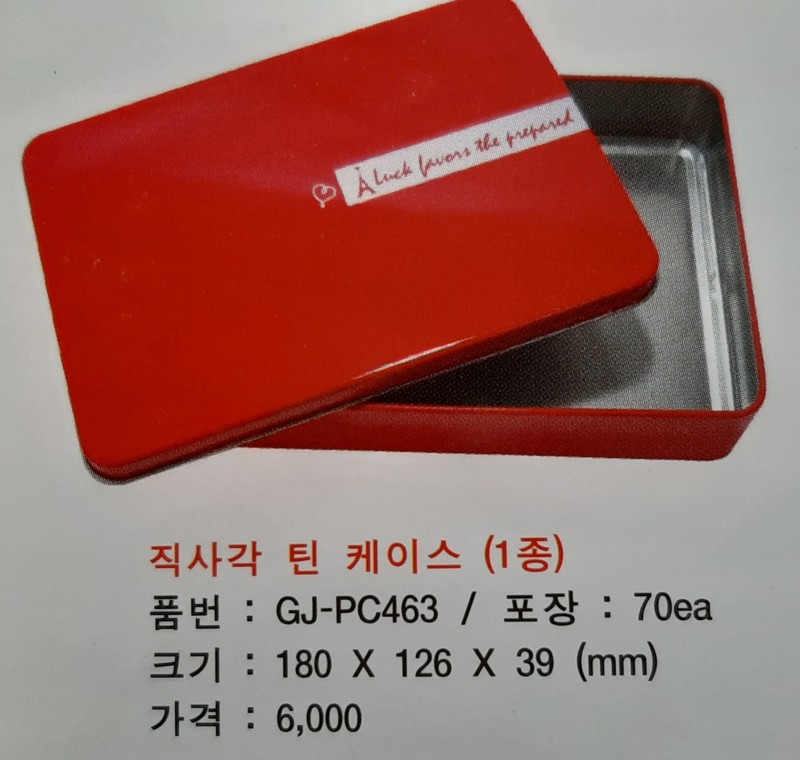 Luck favors the prepared
직사각 틴 케이스 (1종)
품번 : GJ-PC463 / 포장 : 70ea
크기 : 180 X 126 X 39 (mm)
가격 : 6,000